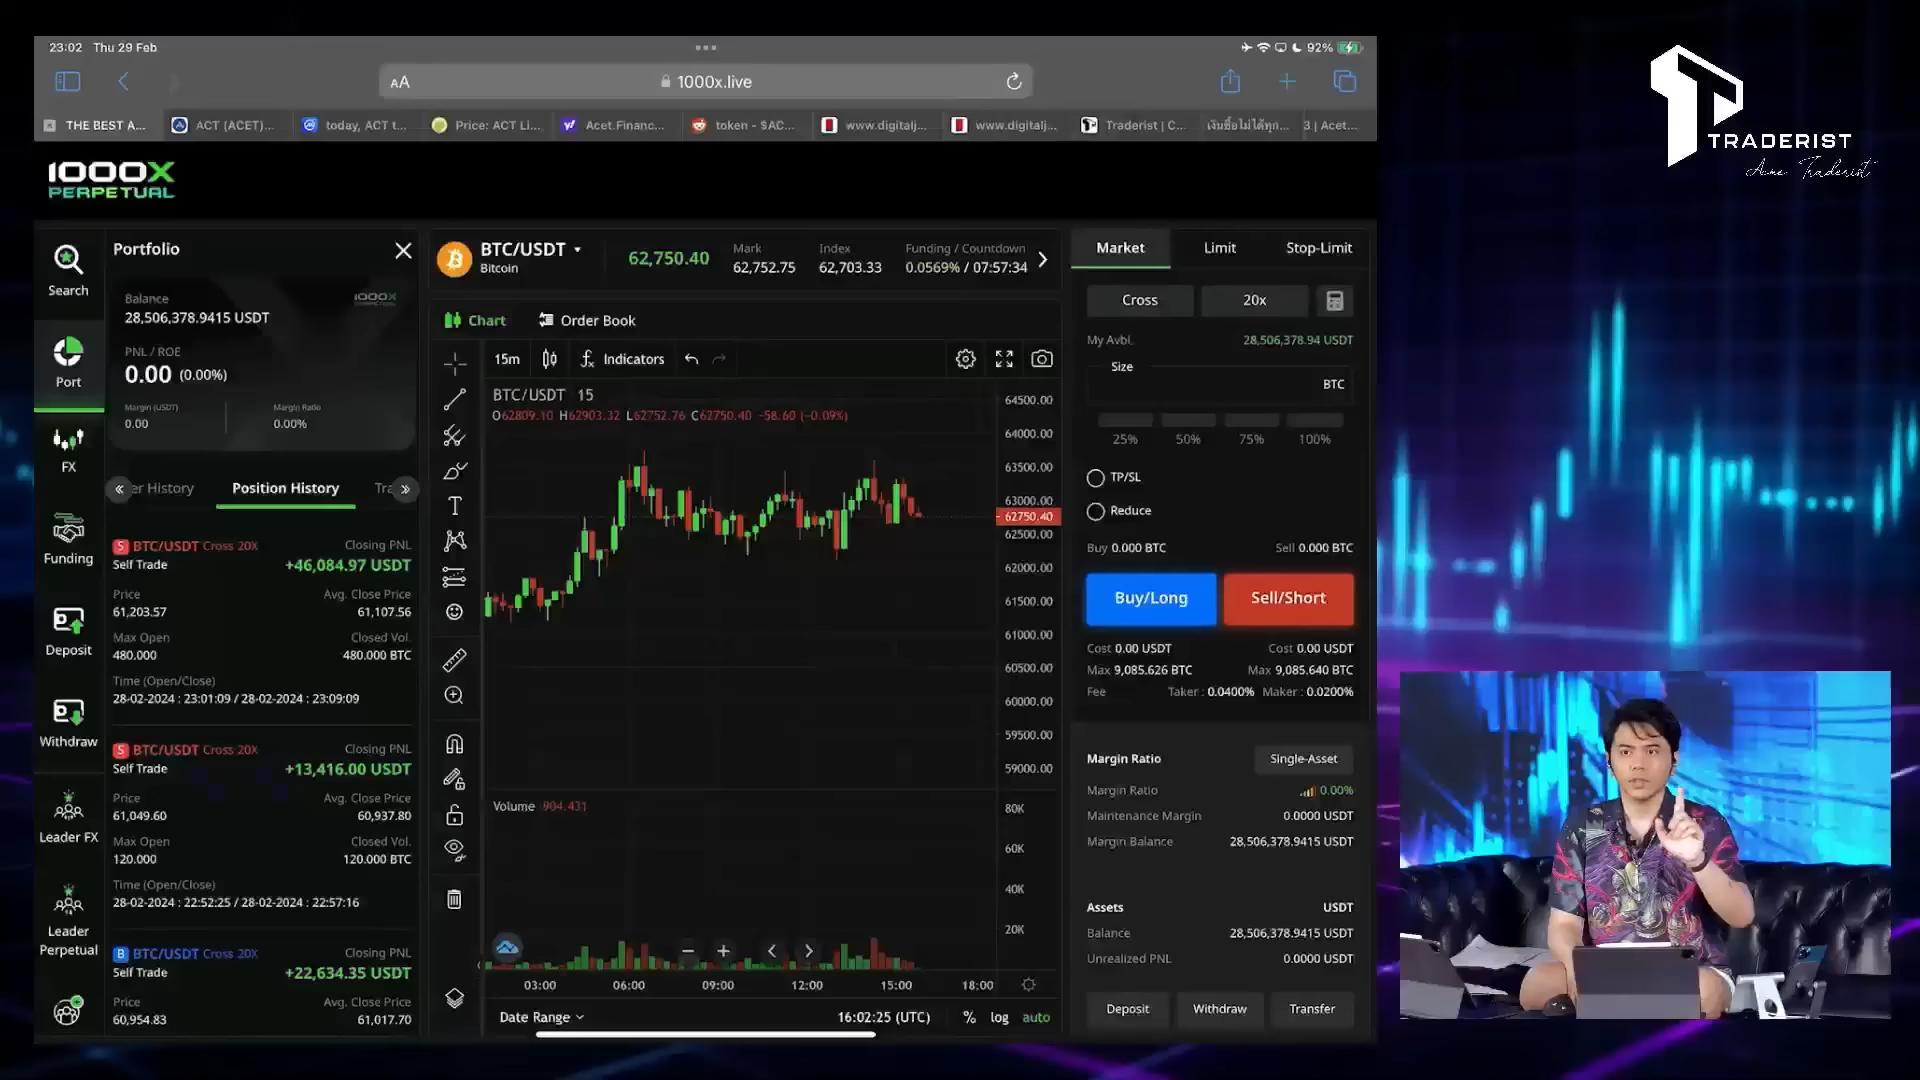 23:02 Thu 29 Feb
92%
AA
1000x.live
THE BEST A...
ACT (ACET)...
today, ACT t...
Price: ACT Li...
Acet.Financ...
token - $AC...
www.digitalj...
www.digitalj...
Traderist | C...
เงินซื้อไม่ได้ทุก...
3 | Acet...
TRADERIST
Acme Traderist
1000X
PERPETUAL
Search
Port
FX
Funding
Deposit
Withdraw
Leader FX
Leader
Perpetual
Portfolio
Balance
1000X
28,506,378.9415 USDT
PNL / ROE
0.00 (0.00%)
Margin (USDT)
Margin Ratio
0.00
0.00%
er History
Position History
Tra
S BTC/USDT Cross 20X
Closing PNL
Self Trade
+46,084.97 USDT
Price
Avg. Close Price
61,203.57
61,107.56
Max Open
Closed Vol.
480.000
480.000 BTC
Time (Open/Close)
28-02-2024 : 23:01:09 / 28-02-2024 : 23:09:09
S BTC/USDT Cross 20X
Closing PNL
Self Trade
+13,416.00 USDT
Price
Avg. Close Price
61,049.60
60,937.80
Max Open
Closed Vol.
120.000
120.000 BTC
Time (Open/Close)
28-02-2024 : 22:52:25 / 28-02-2024 : 22:57:16
B BTC/USDT Cross 20X
Closing PNL
Self Trade
+22,634.35 USDT
Price
Avg. Close Price
60,954.83
61,017.70
BTC/USDT
Bitcoin
62,750.40
Mark
62,752.75
Index
62,703.33
Funding / Countdown
0.0569% / 07:57:34
Chart
Order Book
15m
Indicators
BTC/USDT 15
O62809.10 H62903.32 L62752.76 C62750.40 -58.60 (-0.09%)
64500.00
64000.00
63500.00
63000.00
62750.40
62500.00
62000.00
61500.00
61000.00
60500.00
60000.00
59500.00
59000.00
Volume 904.431
80K
60K
40K
20K
03:00
06:00
09:00
12:00
15:00
18:00
Date Range
16:02:25 (UTC)
%
log
auto
Market
Limit
Stop-Limit
Cross
20x
My Avbl.
28,506,378.94 USDT
Size
BTC
25%
50%
75%
100%
TP/SL
Reduce
Buy 0.000 BTC
Sell 0.000 BTC
Buy/Long
Sell/Short
Cost 0.00 USDT
Cost 0.00 USDT
Max 9,085.626 BTC
Max 9,085.640 BTC
Fee
Taker : 0.0400%
Maker : 0.0200%
Margin Ratio
Single-Asset
Margin Ratio
0.00%
Maintenance Margin
0.0000 USDT
Margin Balance
28,506,378.9415 USDT
Assets
USDT
Balance
28,506,378.9415 USDT
Unrealized PNL
0.0000 USDT
Deposit
Withdraw
Transfer